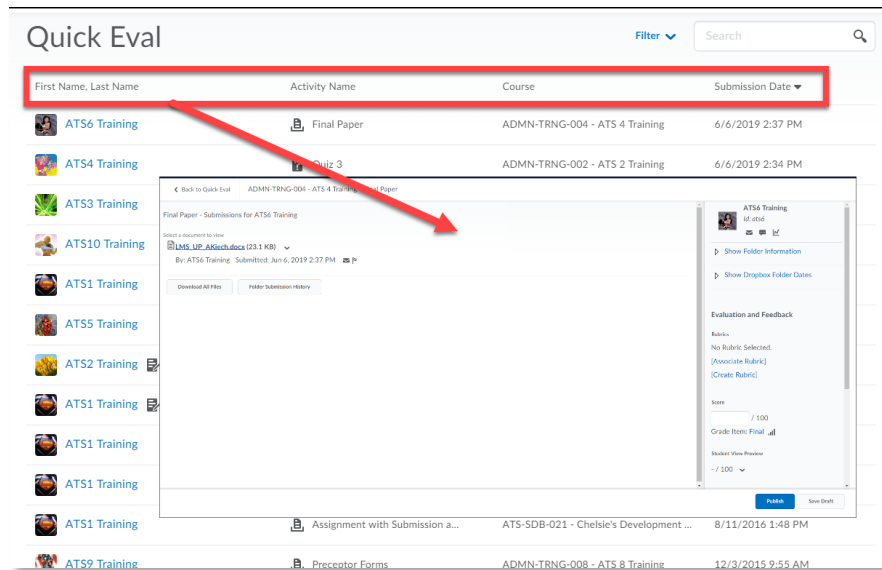 Quick Eval
Filter
Search
First Name, Last Name Activity Name Course Submission Date
ATS6 Training Final Paper ADMN-TRNG-004 - ATS 4 Training 6/6/2019 2:37 PM
ATS4 Training Quiz 3 ADMN-TRNG-002 - ATS 2 Training 6/6/2019 2:34 PM
ATS3 Training
ATS10 Training
ATS1 Training
ATS5 Training
ATS2 Training
ATS1 Training
ATS1 Training
ATS1 Training
ATS1 Training Assignment with Submission a... ATS-SDB-021 - Chelsie's Development ... 8/11/2016 1:48 PM
ATS9 Training Preceptor Forms ADMN-TRNG-008 - ATS 8 Training 12/3/2015 9:55 AM
Back to Quick Eval ADMN-TRNG-004 - ATS 4 Training Paper
Final Paper - Submissions for ATS6 Training
Select a document to view
LMS_UP_AKiech.docx (23.1 KB)
By: ATS6 Training Submitted: Jun 6, 2019 2:37 PM
Download All Files Folder Submission History
ATS6 Training
id: ats6
Show Folder Information
Show Dropbox Folder Dates
Evaluation and Feedback
Rubrics
No Rubric Selected.
[Associate Rubric]
[Create Rubric]
Score
/ 100
Grade Item: Final
Student View Preview
- / 100
Publish Save Draft